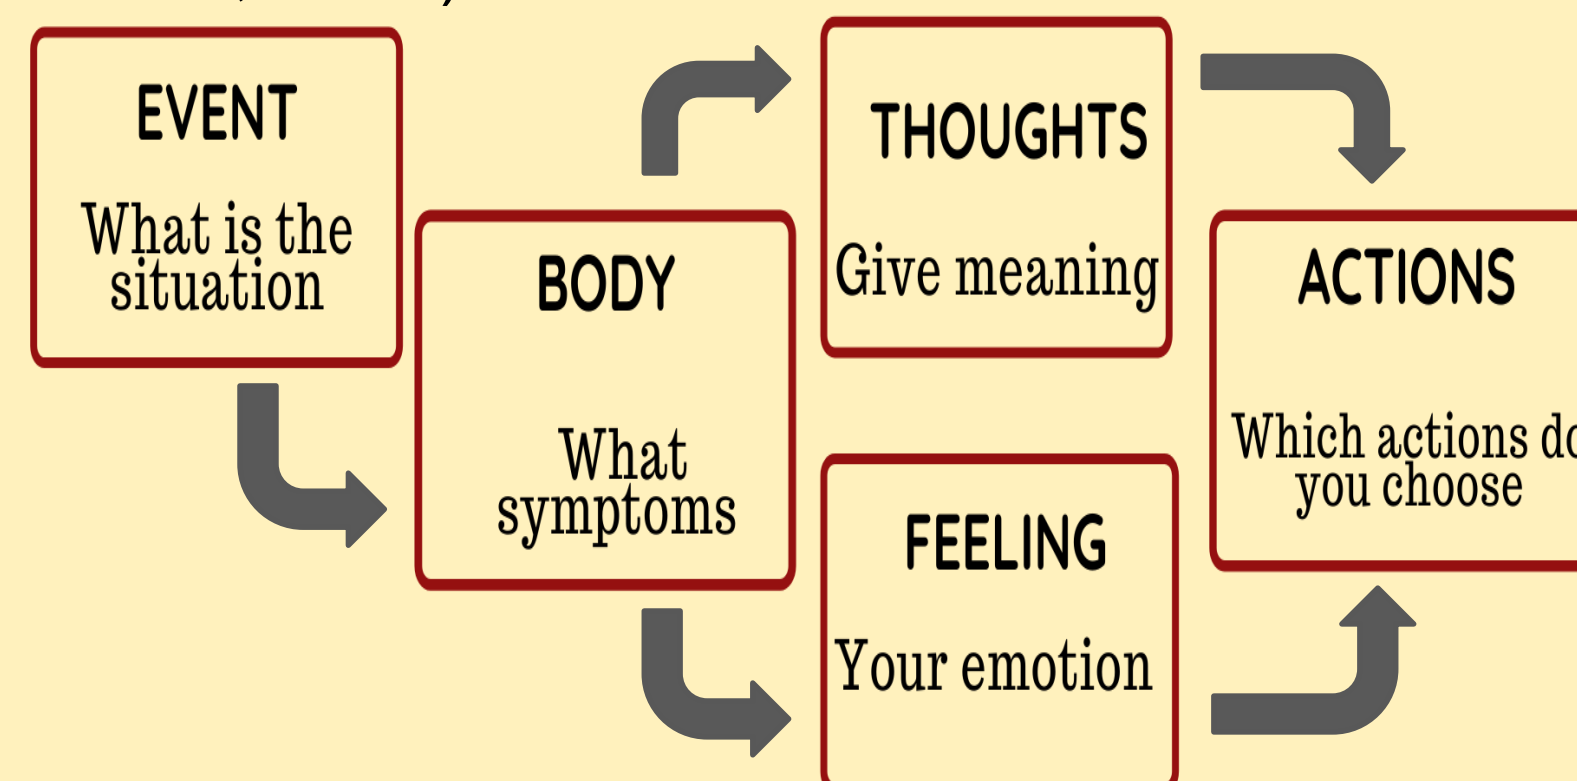 EVENT
What is the
situation
BODY
What
symptoms
THOUGHTS
Give meaning
FEELING
Your emotion
ACTIONS
Which actions do
you choose